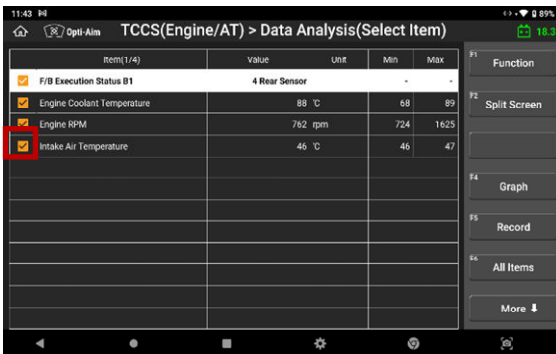 11:43 89%
Opti-Aim TCCS(Engine/AT) > Data Analysis(Select Item) 18.3
Item(1/4) Value Unit Min Max
F/B Execution Status B1 4 Rear Sensor - -
Engine Coolant Temperature 88 ℃ 68 89
Engine RPM 762 rpm 724 1625
Intake Air Temperature 46 ℃ 46 47
F1 Function
F2 Split Screen
F4 Graph
F5 Record
F6 All Items
More ⬇